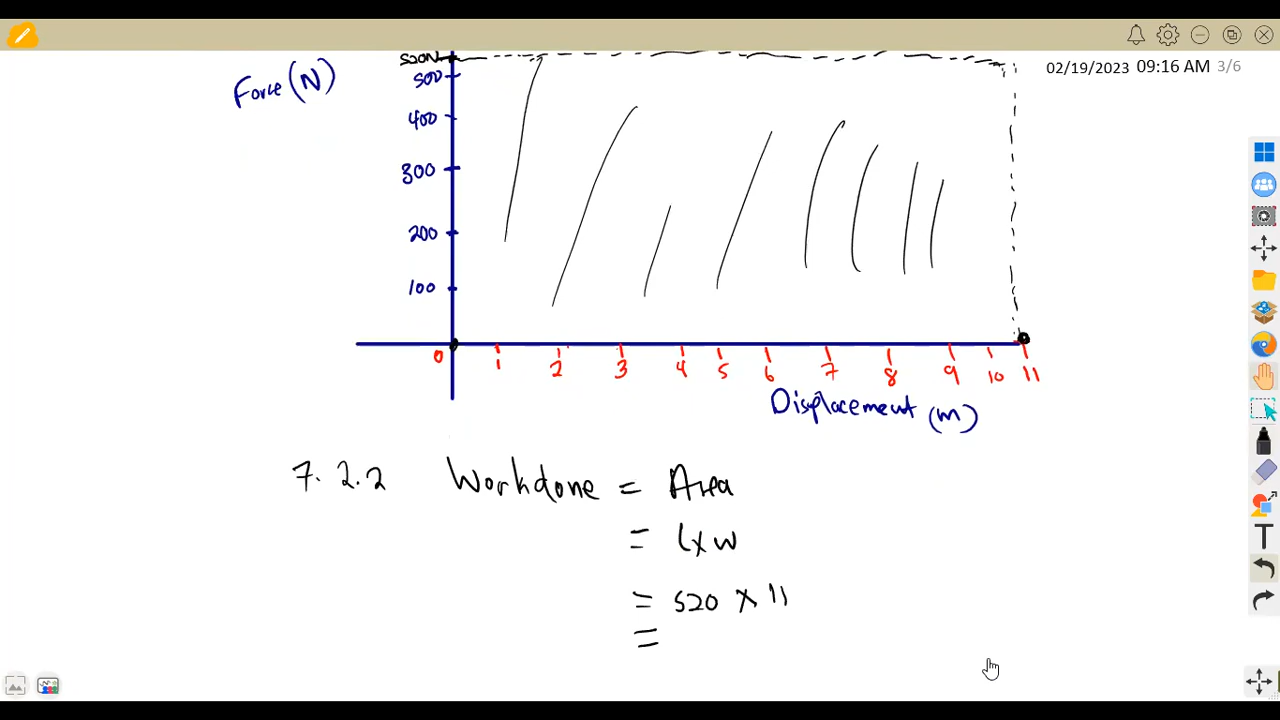 02/19/2023 09:16 AM 3/6
520N
Force (N)
500
400
300
200
100
0 1 2 3 4 5 6 7 8 9 10 11
Displacement (m)
7.2.2 Workdone = Area
= L x W
= 520 x 11
=
T